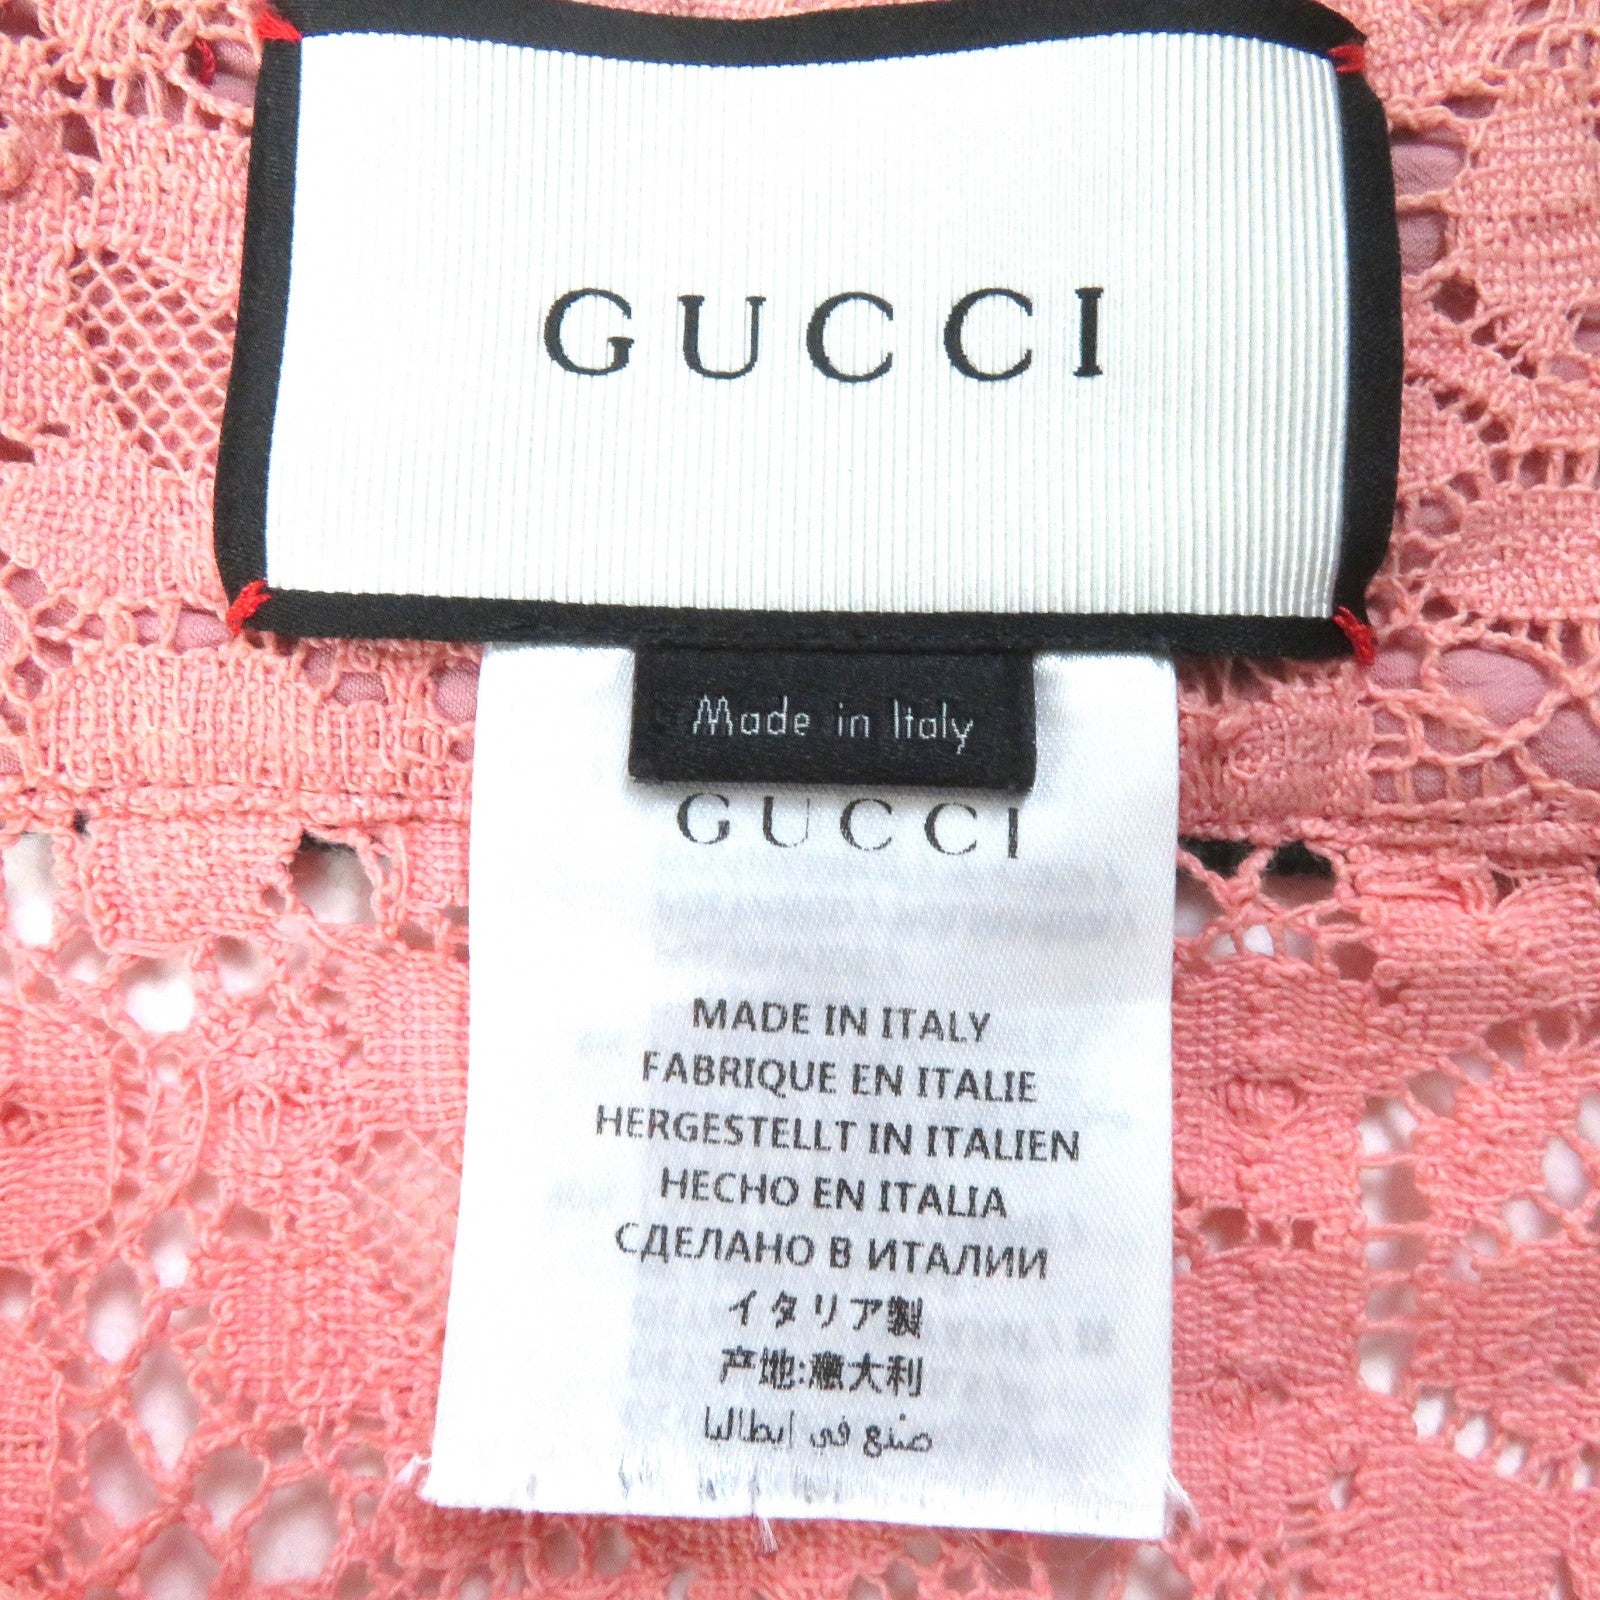 GUCCI
Made in Italy
GUCCI
MADE IN ITALY
FABRIQUE EN ITALIE
HERGESTELLT IN ITALIEN
HECHO EN ITALIA
СДЕЛАНО В ИТАЛИИ
イタリア製
产地:意大利
صنع في ايطاليا